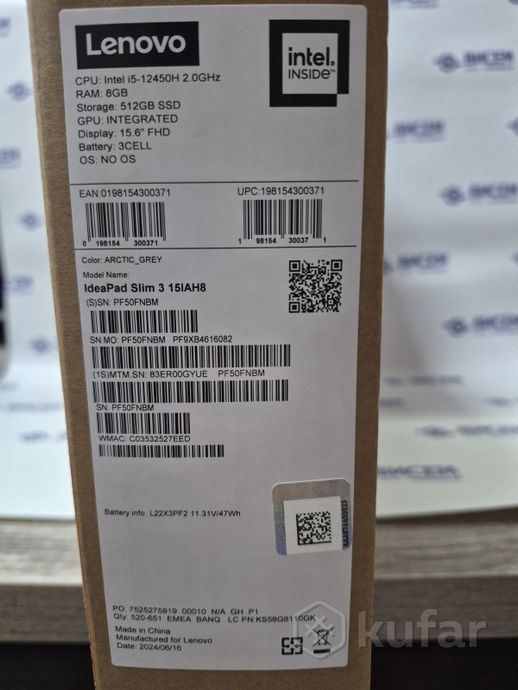 Lenovo
intel.
INSIDE™
CPU: Intel i5-12450H 2.0GHz
RAM: 8GB
Storage: 512GB SSD
GPU: INTEGRATED
Display: 15.6" FHD
Battery: 3CELL
OS: NO OS
EAN:0198154300371 UPC:198154300371
0 198154 300371 1 98154 30037 1
Color: ARCTIC_GREY
Model Name:
IdeaPad Slim 3 15IAH8
(S)SN: PF50FNBM
SN.MO: PF50FNBM PF9XB4616082
(1S)MTM.SN: 83ER00GYUE PF50FNBM
SN: PF50FNBM
WMAC: C03532527EED
Battery info: L22X3PF2 11.31V/47Wh
PO: 7525275919 00010 N/A GH P1
Qty: 520-651 EMEA BANQ LC PN:KS58G8110GK
Made in China
Manufactured for Lenovo
Date: 2024/06/16
kufar